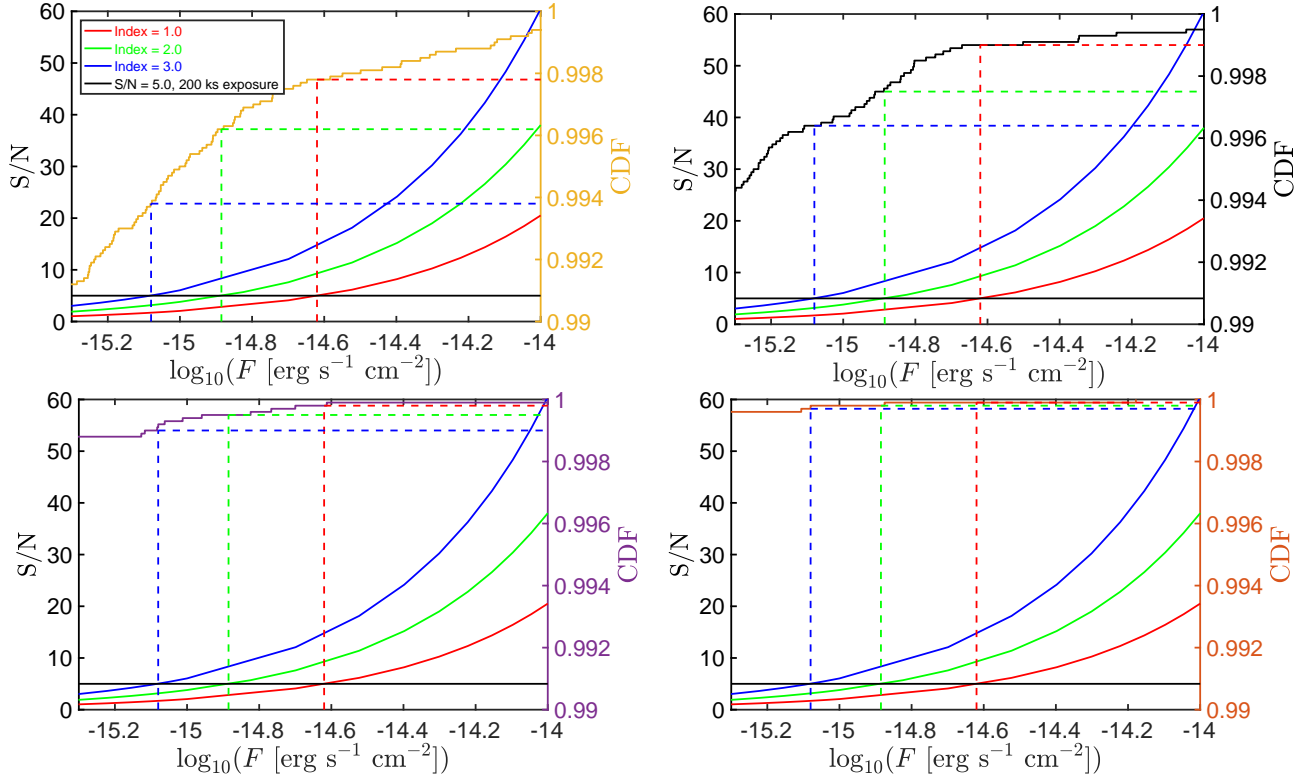 60
50
40
30
20
10
0
S/N
Index = 1.0
Index = 2.0
Index = 3.0
S/N = 5.0, 200 ks exposure
1
0.998
0.996
0.994
0.992
0.99
CDF
-15.2 -15 -14.8 -14.6 -14.4 -14.2 -14
log₁₀(F [erg s⁻¹ cm⁻²])
60
50
40
30
20
10
0
S/N
1
0.998
0.996
0.994
0.992
0.99
CDF
-15.2 -15 -14.8 -14.6 -14.4 -14.2 -14
log₁₀(F [erg s⁻¹ cm⁻²])
60
50
40
30
20
10
0
S/N
1
0.998
0.996
0.994
0.992
0.99
CDF
-15.2 -15 -14.8 -14.6 -14.4 -14.2 -14
log₁₀(F [erg s⁻¹ cm⁻²])
60
50
40
30
20
10
0
S/N
1
0.998
0.996
0.994
0.992
0.99
CDF
-15.2 -15 -14.8 -14.6 -14.4 -14.2 -14
log₁₀(F [erg s⁻¹ cm⁻²])